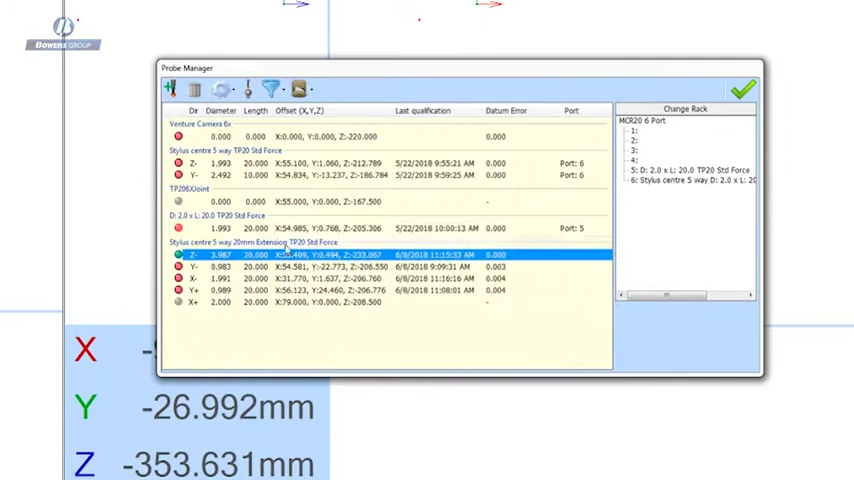 BOWERS GROUP
Probe Manager
Dir Diameter Length Offset (X,Y,Z) Last qualification Datum Error Port
Venture Camera 6x
0.000 0.000 X:0.000, Y:0.000, Z:-220.000 0.000
Stylus centre 5 way TP20 Std Force
Z- 1.993 20.000 X:55.100, Y:1.060, Z:-212.789 5/22/2018 9:55:21 AM 0.000 Port: 6
Y- 2.492 10.000 X:54.834, Y:-13.237, Z:-186.784 5/22/2018 9:59:25 AM Port: 6
TP206XJoint
0.000 0.000 X:55.000, Y:0.000, Z:-167.500 -
D: 2.0 x L: 20.0 TP20 Std Force
1.993 20.000 X:54.985, Y:0.768, Z:-205.306 5/22/2018 10:00:13 AM Port: 5
Stylus centre 5 way 20mm Extension TP20 Std Force
Z- 3.987 20.000 Y:0.494, Z:-233.067 6/8/2018 11:15:33 AM 0.000
Y- 0.983 20.000 X:54.581, Y:-22.773, Z:-206.550 6/8/2018 9:09:31 AM 0.003
X- 1.991 20.000 X:31.770, Y:1.637, Z:-206.760 6/8/2018 11:16:16 AM 0.004
Y+ 0.989 20.000 X:56.123, Y:24.460, Z:-206.776 6/8/2018 11:08:01 AM 0.004
X+ 2.000 20.000 X:79.000, Y:0.000, Z:-208.500 -
Change Rack
MCR20 6 Port
1:
2:
3:
4:
5: D: 2.0 x L: 20.0 TP20 Std Force
6: Stylus centre 5 way D: 2.0 x L: 20
X
Y -26.992mm
Z -353.631mm